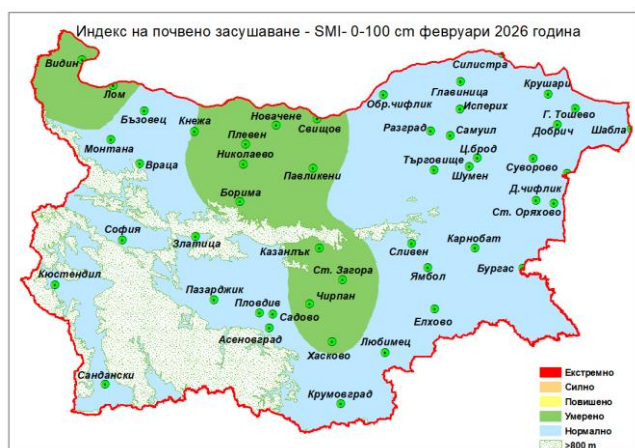 Индекс на почвено засушаване - SMI- 0-100 cm февруари 2026 година
Видин
Лом
Бъзовец
Кнежа
Монтана
Враца
Новачене
Свищов
Плевен
Николаево
Павликени
Борима
Силистра
Главиница
Крушари
Обр.чифлик
Исперих
Г. Тошево
Разград
Самуил
Добрич
Шабла
Ц.брод
Търговище
Шумен
Суворово
Д.чифлик
Ст. Оряхово
София
Златица
Казанлък
Сливен
Карнобат
Кюстендил
Ст. Загора
Ямбол
Бургас
Пазарджик
Чирпан
Пловдив
Садово
Елхово
Асеновград
Хасково
Любимец
Сандански
Крумовград
Екстремно
Силно
Повишено
Умерено
Нормално
>800 m